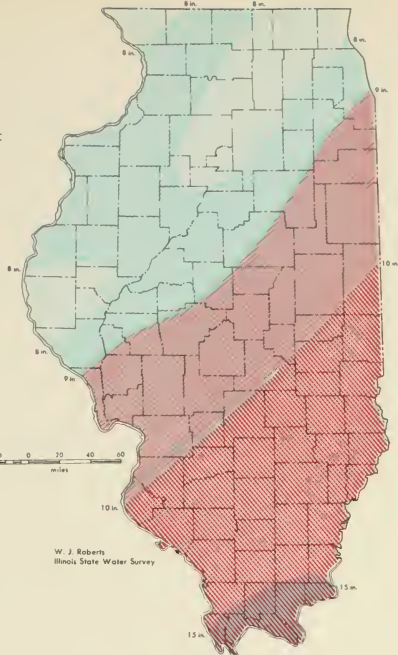 8 in.
8 in.
8 in.
8 in.
9 in.
10 in.
8 in.
8 in.
9 in.
0 20 40 60
miles
10 in.
W. J. Roberts
Illinois State Water Survey
15 in.
15 in.